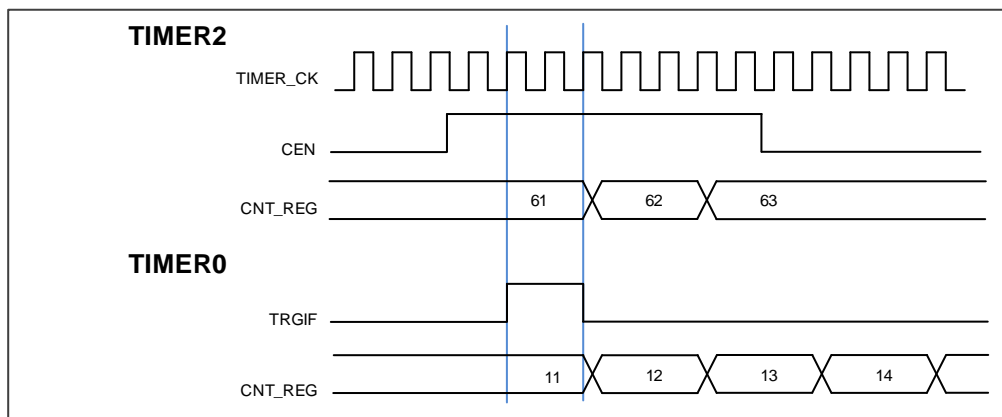 TIMER2
TIMER_CK
CEN
CNT_REG 61 62 63
TIMER0
TRGIF
CNT_REG 11 12 13 14